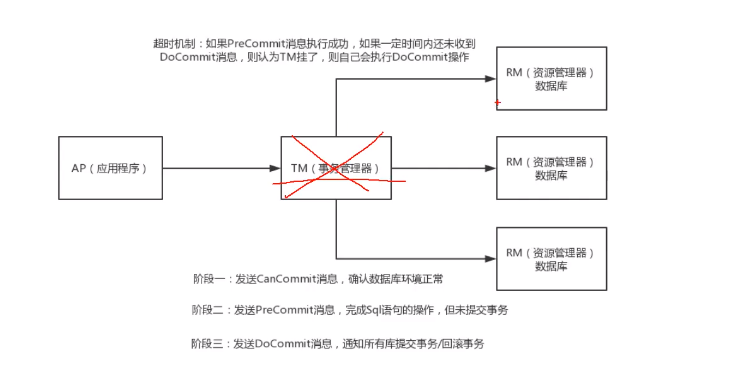 超时机制：如果PreCommit消息执行成功，如果一定时间内还未收到
DoCommit消息，则认为TM挂了，则自己会执行DoCommit操作
RM（资源管理器）
数据库
AP（应用程序）
TM（事务管理器）
RM（资源管理器）
数据库
RM（资源管理器）
数据库
阶段一：发送CanCommit消息，确认数据库环境正常
阶段二：发送PreCommit消息，完成Sql语句的操作，但未提交事务
阶段三：发送DoCommit消息，通知所有库提交事务/回滚事务